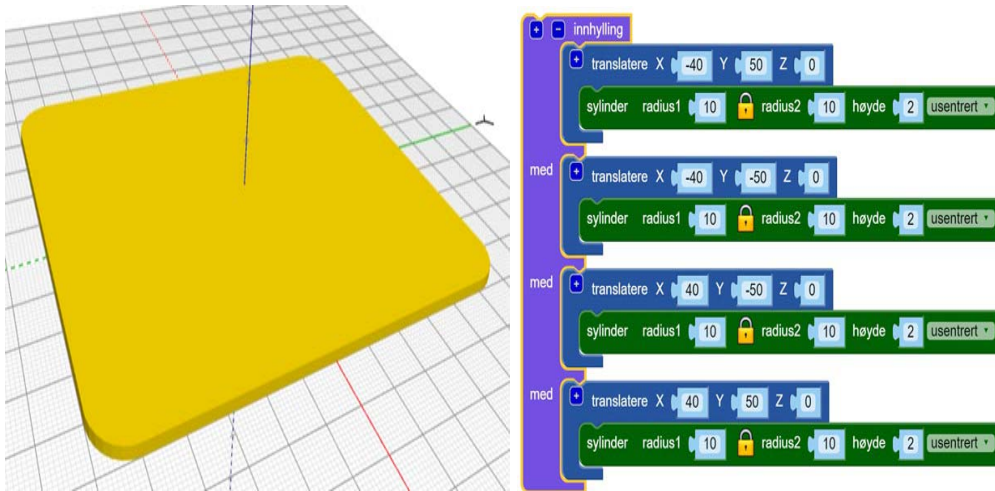 innhylling
translatere X -40 Y 50 Z 0
sylinder radius1 10 radius2 10 høyde 2 usentrert
med translatere X -40 Y -50 Z 0
sylinder radius1 10 radius2 10 høyde 2 usentrert
med translatere X 40 Y -50 Z 0
sylinder radius1 10 radius2 10 høyde 2 usentrert
med translatere X 40 Y 50 Z 0
sylinder radius1 10 radius2 10 høyde 2 usentrert